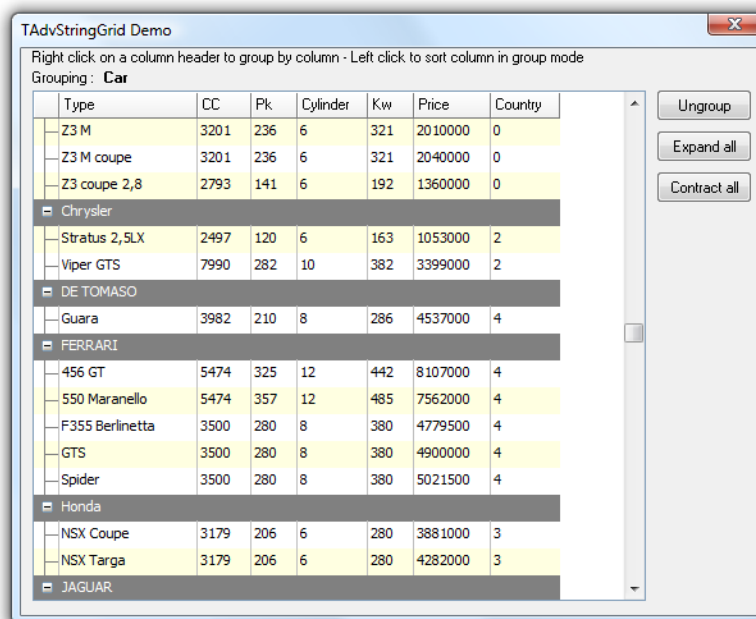 TAdvStringGrid Demo
Right click on a column header to group by column - Left click to sort column in group mode
Grouping : Car
Type CC Pk Cylinder Kw Price Country
Z3 M 3201 236 6 321 2010000 0
Z3 M coupe 3201 236 6 321 2040000 0
Z3 coupe 2,8 2793 141 6 192 1360000 0
Chrysler
Stratus 2,5LX 2497 120 6 163 1053000 2
Viper GTS 7990 282 10 382 3399000 2
DE TOMASO
Guara 3982 210 8 286 4537000 4
FERRARI
456 GT 5474 325 12 442 8107000 4
550 Maranello 5474 357 12 485 7562000 4
F355 Berlinetta 3500 280 8 380 4779500 4
GTS 3500 280 8 380 4900000 4
Spider 3500 280 8 380 5021500 4
Honda
NSX Coupe 3179 206 6 280 3881000 3
NSX Targa 3179 206 6 280 4282000 3
JAGUAR
Ungroup
Expand all
Contract all